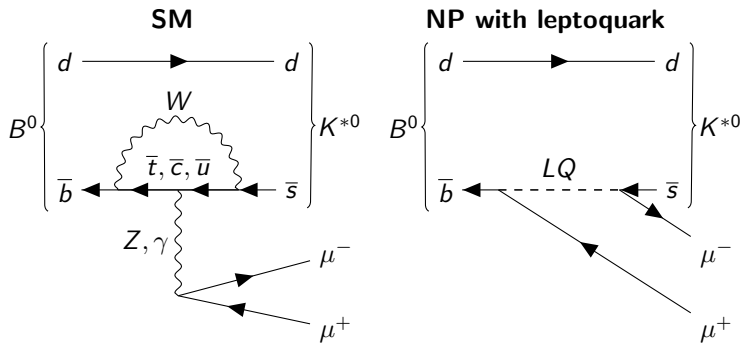 SM
d
d
W
B⁰
K*⁰
t̅, c̅, u̅
b̅
s̅
Z, γ
μ⁻
μ⁺
NP with leptoquark
d
d
B⁰
K*⁰
LQ
b̅
s̅
μ⁻
μ⁺